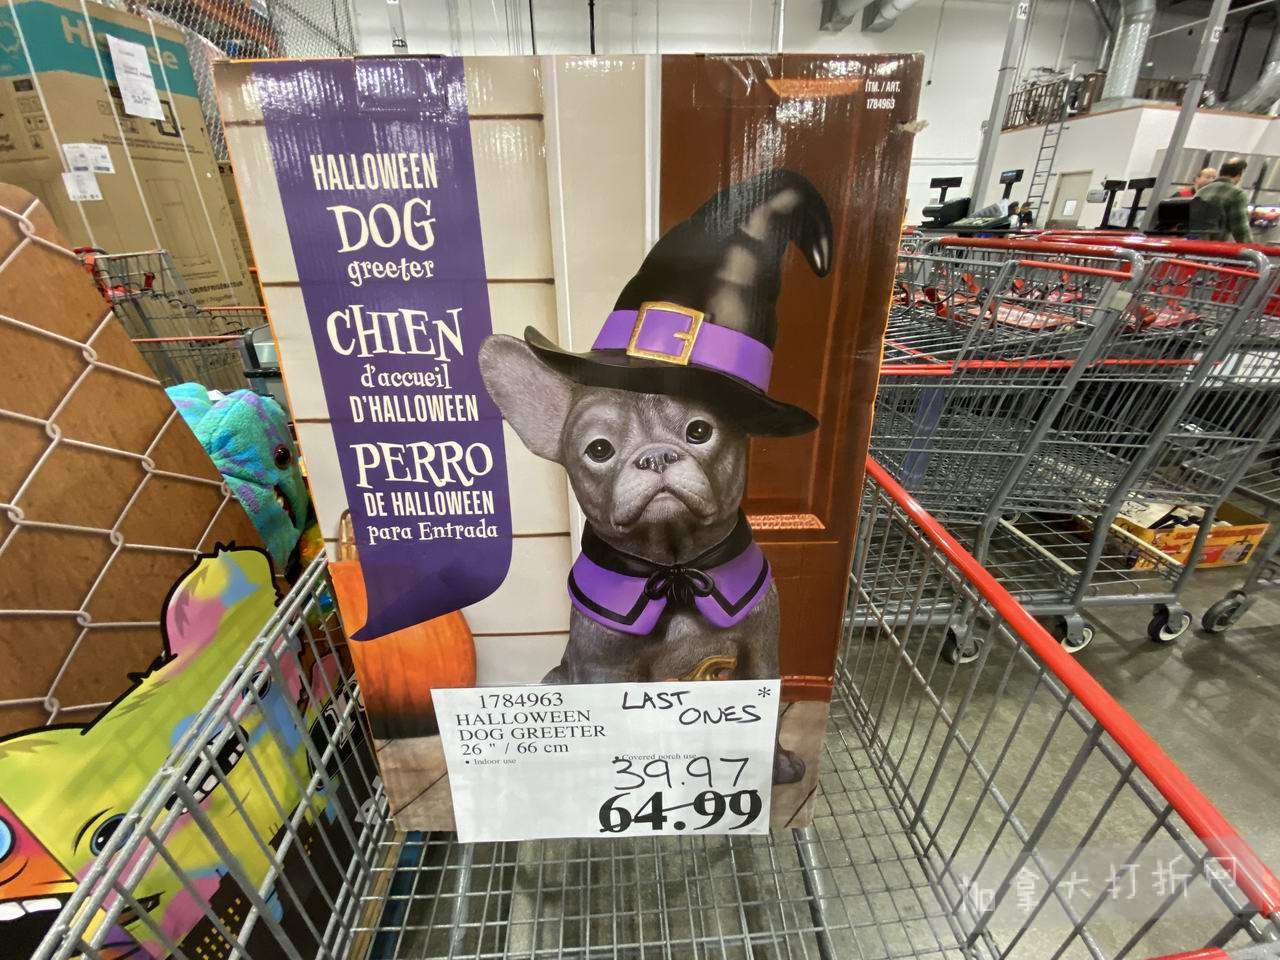 Hisense
ITM. / ART.
1784963
HALLOWEEN
DOG
greeter
CHIEN
d'accueil
D'HALLOWEEN
PERRO
DE HALLOWEEN
para Entrada
1784963
LAST ONES *
HALLOWEEN
DOG GREETER
26 " / 66 cm
• Indoor use
• Covered porch use
39.97
64.99
加拿大打折网